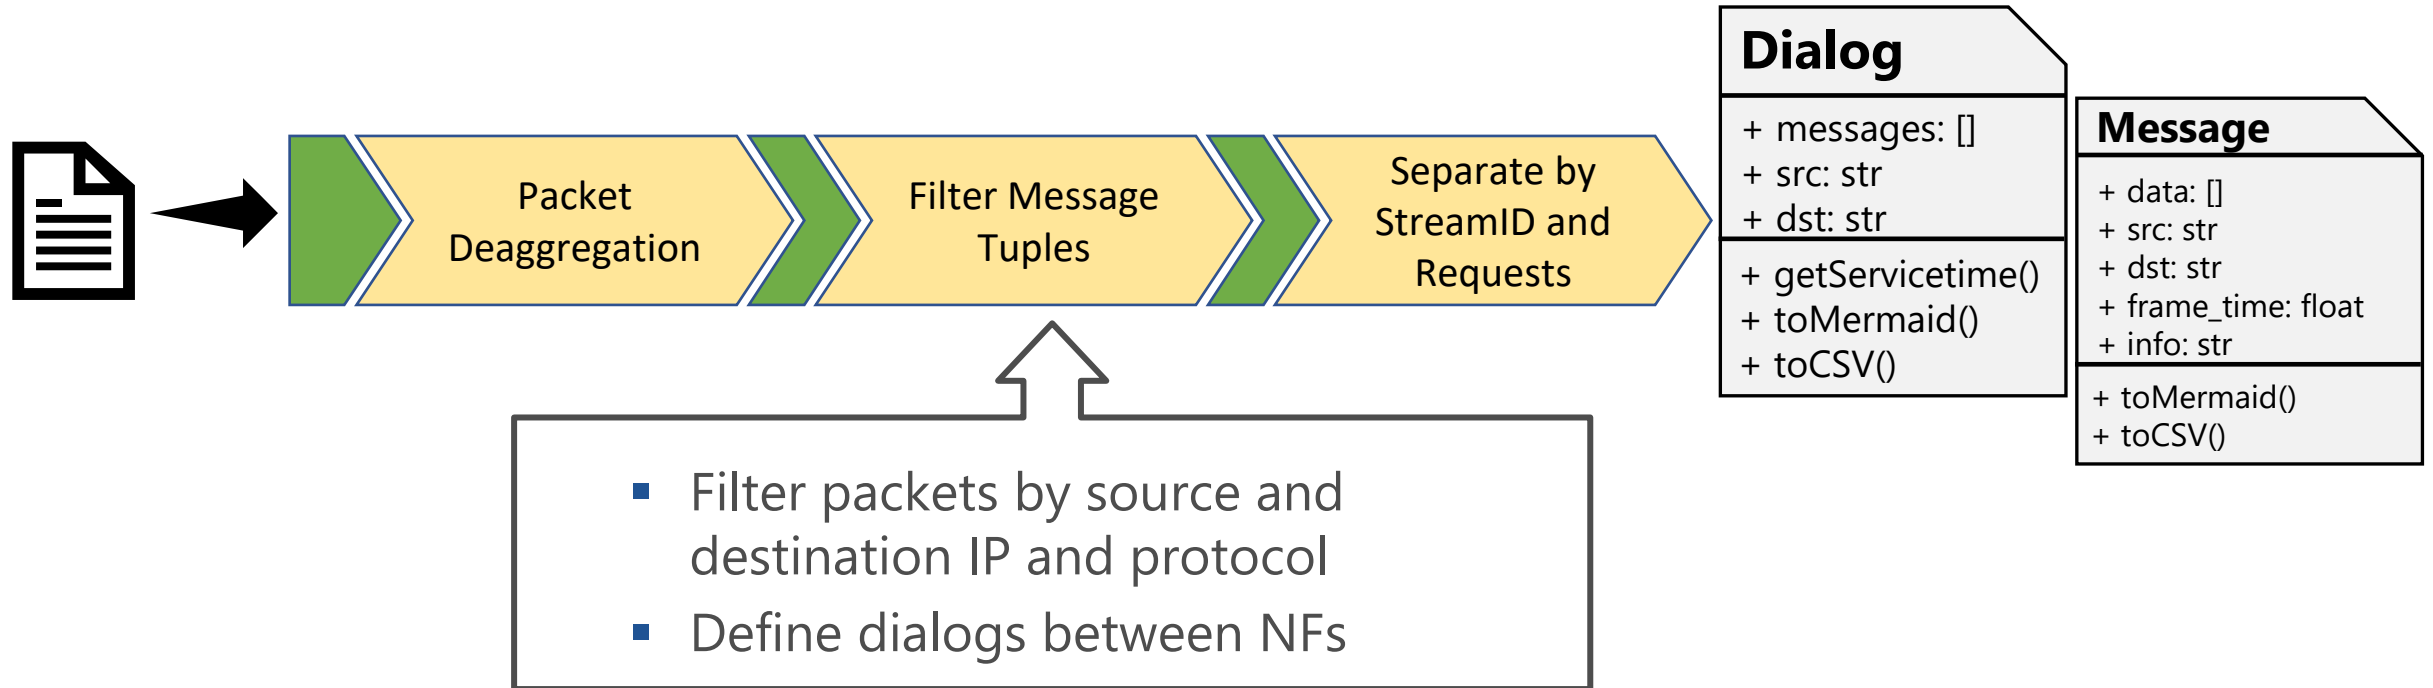 Packet
Deaggregation
Filter Message
Tuples
Separate by
StreamID and
Requests
Dialog
+ messages: []
+ src: str
+ dst: str
+ getServicetime()
+ toMermaid()
+ toCSV()
Message
+ data: []
+ src: str
+ dst: str
+ frame_time: float
+ info: str
+ toMermaid()
+ toCSV()
▪ Filter packets by source and
destination IP and protocol
▪ Define dialogs between NFs